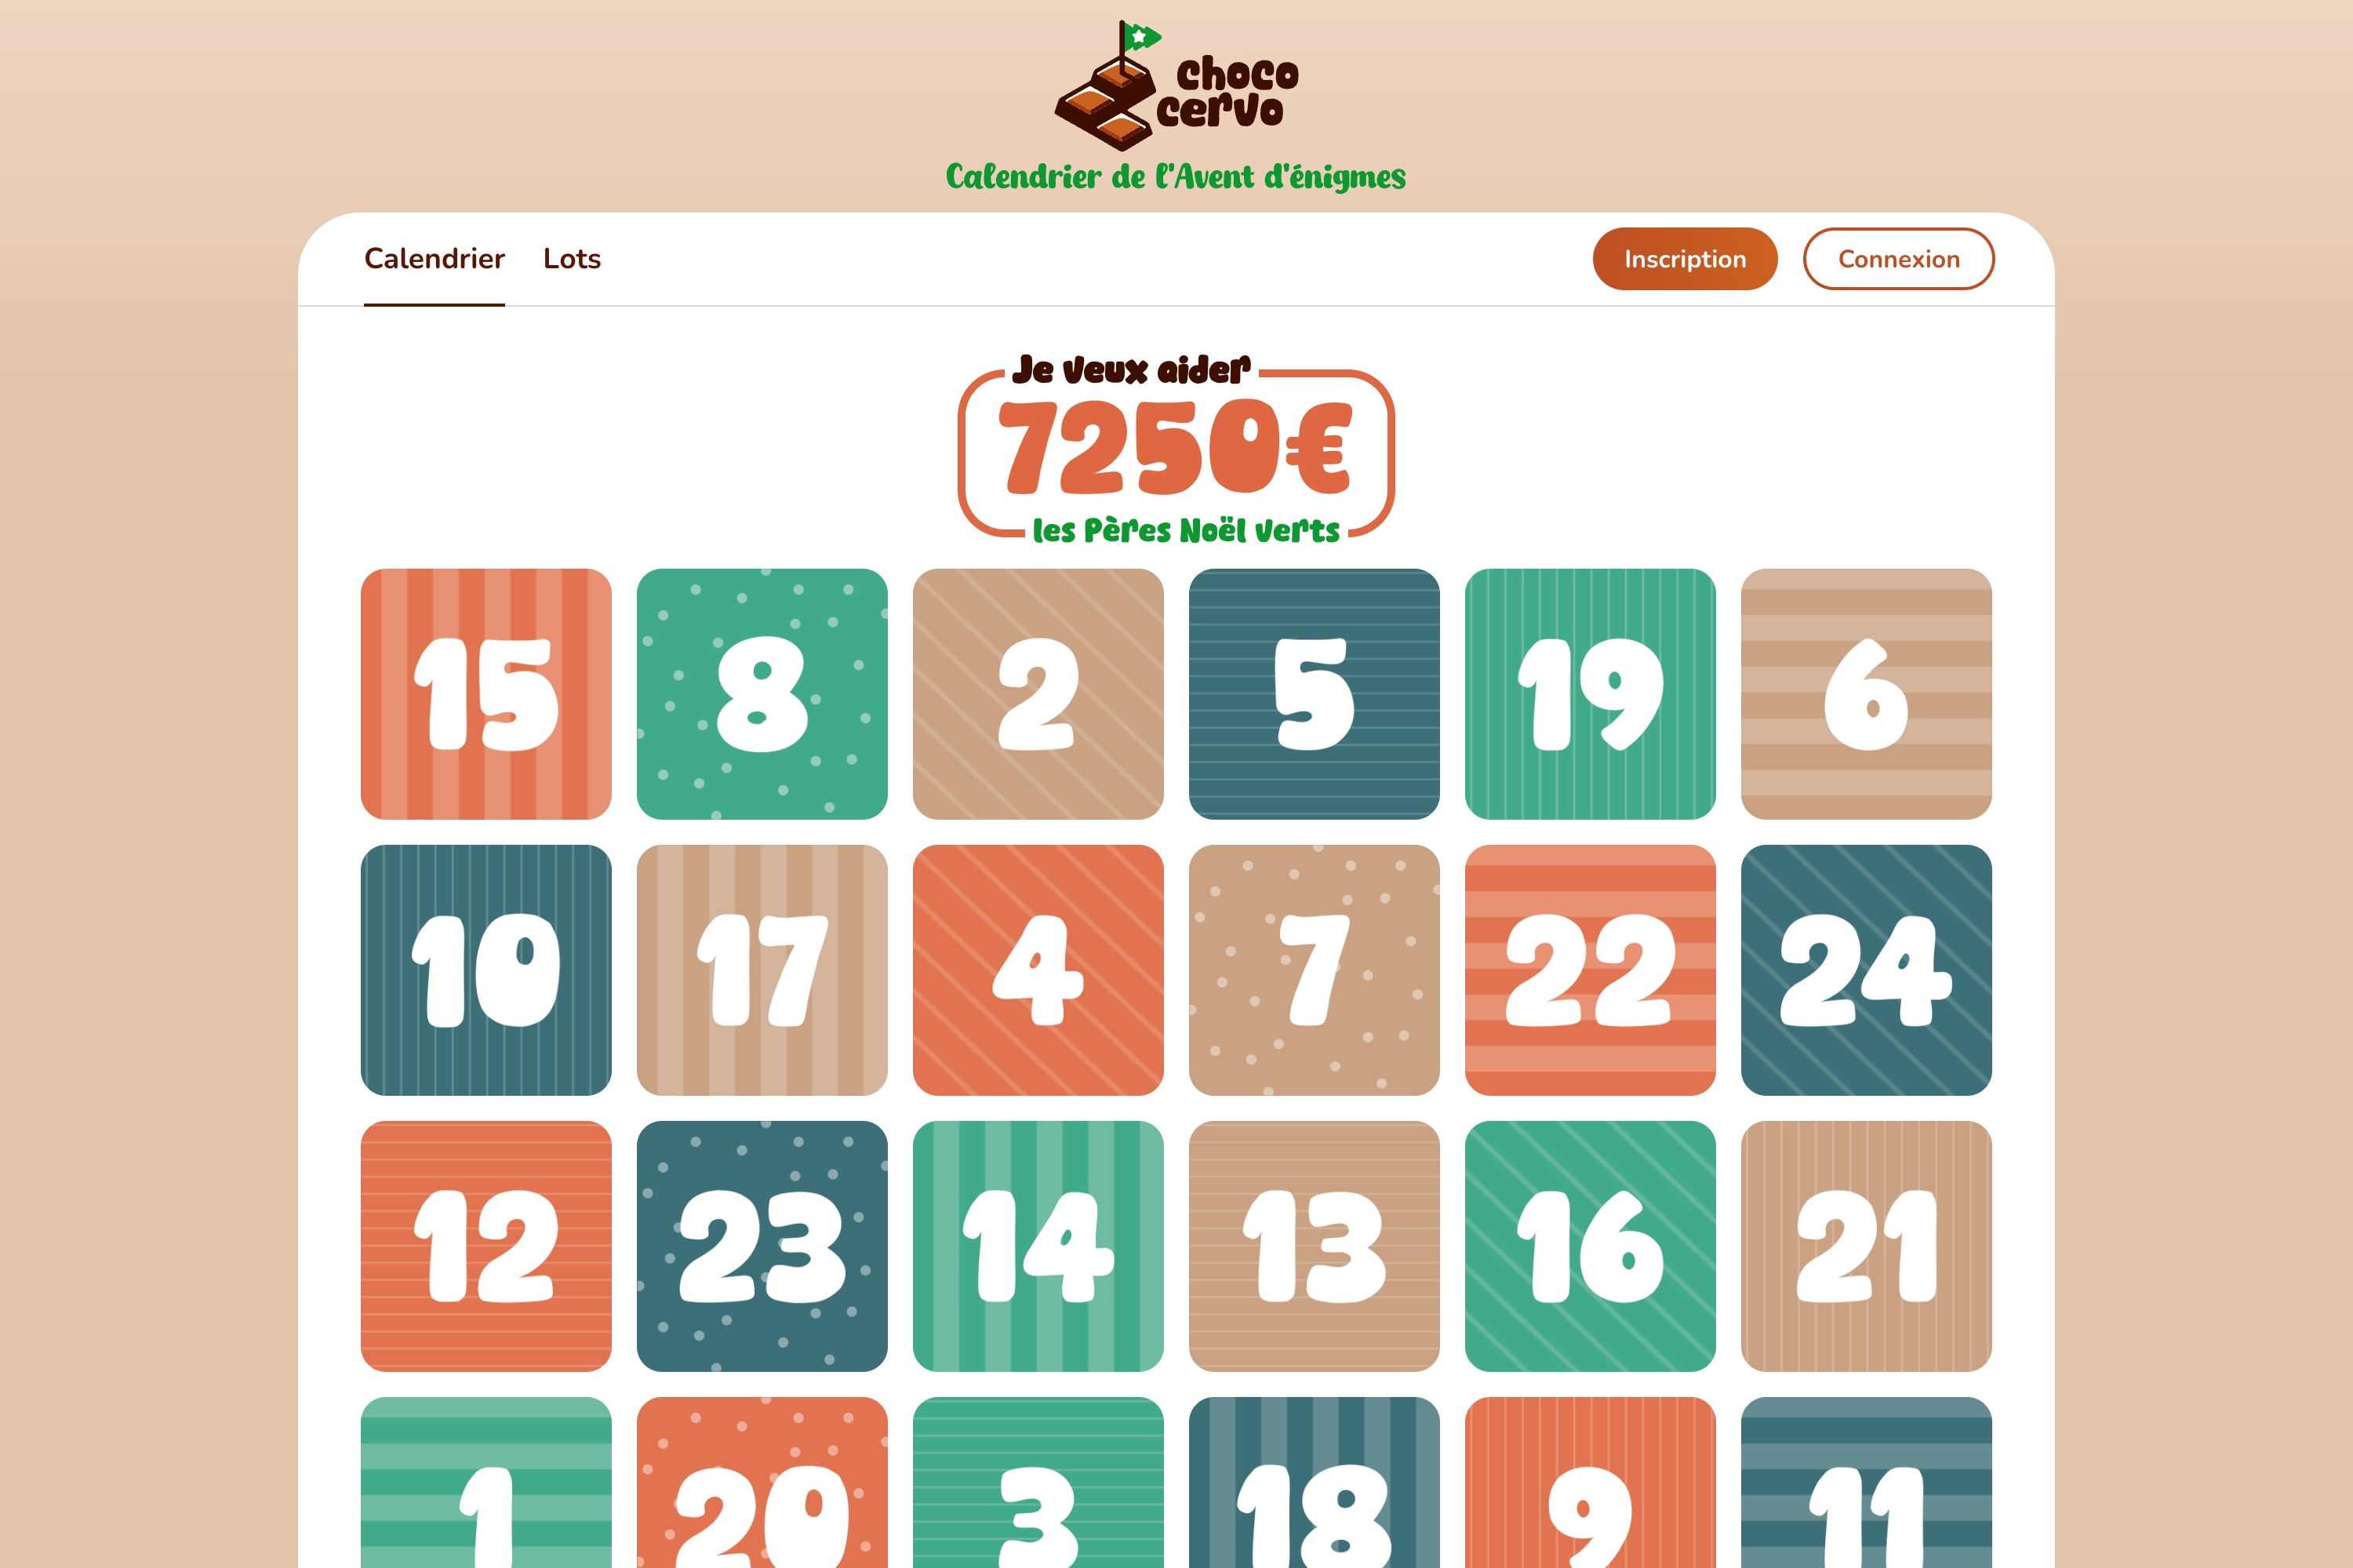 choco
cervo
Calendrier de l'Avent d'énigmes
Calendrier Lots Inscription Connexion
Je veux aider
7250€
les Pères Noël verts
15 8 2 5 19 6
10 17 4 7 22 24
12 23 14 13 16 21
1 20 3 18 9 11